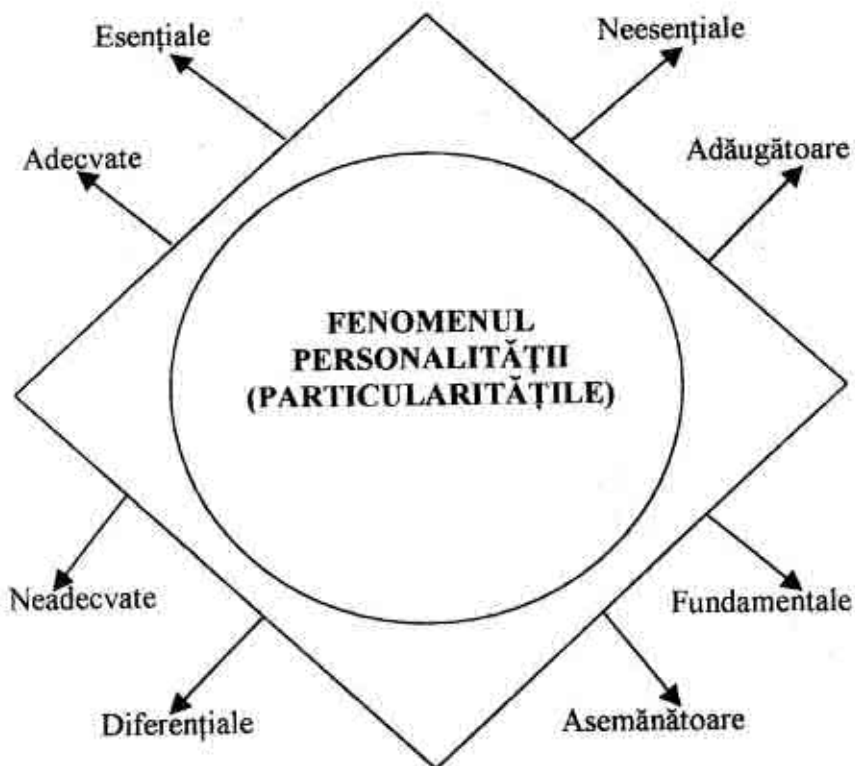 Esențiale
Neesențiale
Adecvate
Adăugătoare
FENOMENUL
PERSONALITĂȚII
(PARTICULARITĂȚILE)
Neadecvate
Fundamentale
Diferențiale
Asemănătoare